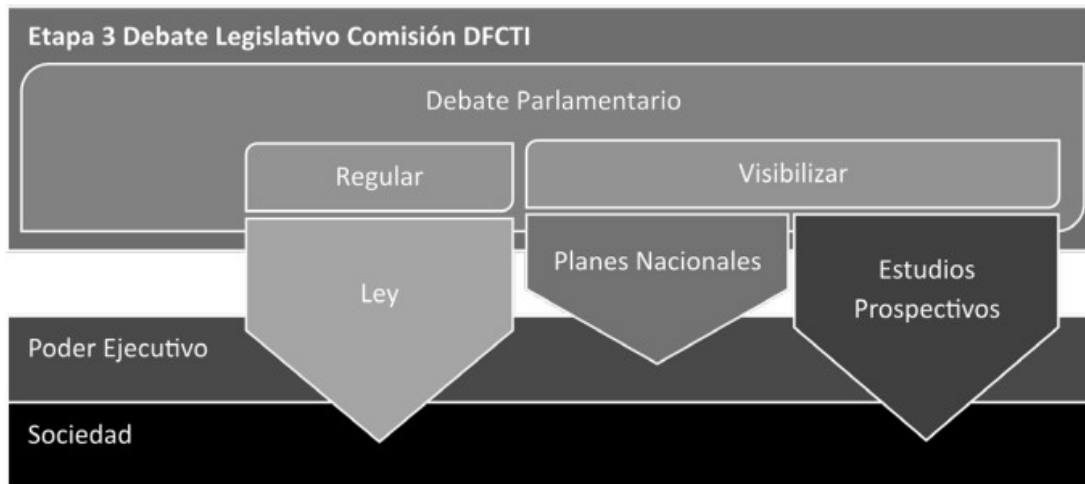 Etapa 3 Debate Legislativo Comisión DFCTI
Debate Parlamentario
Regular
Visibilizar
Ley
Planes Nacionales
Estudios
Prospectivos
Poder Ejecutivo
Sociedad